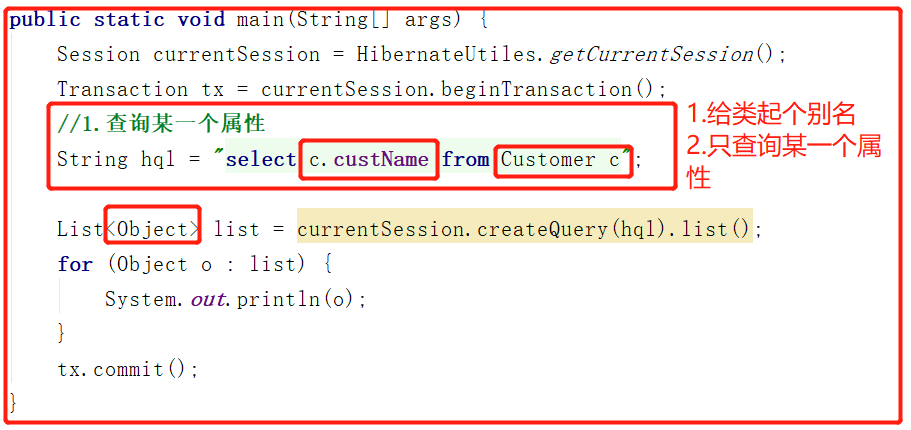 public static void main(String[] args) {
Session currentSession = HibernateUtiles.getCurrentSession();
Transaction tx = currentSession.beginTransaction();
//1.查询某一个属性
String hql = "select c.custName from Customer c";
1.给类起个别名
2.只查询某一个属
性
List<Object> list = currentSession.createQuery(hql).list();
for (Object o : list) {
System.out.println(o);
}
tx.commit();
}